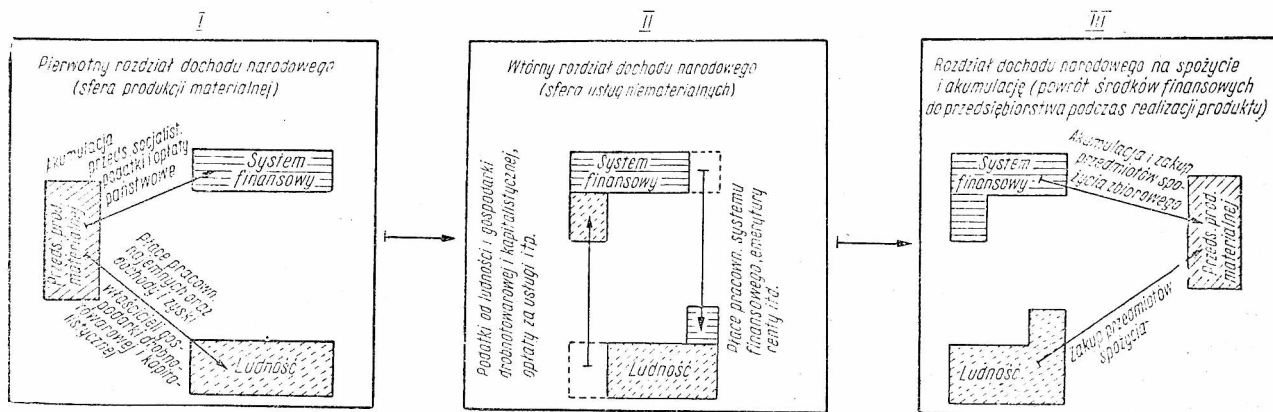 I
Pierwotny rozdział dochodu narodowego
(sfera produkcji materialnej)
Akumulacja
przeds. socjalist.
podatki i opłaty
państwowe
System
finansowy
Przeds. prod.
materialnej
Płace pracown.
najemnych oraz
dochody i zyski
właścicieli gos-
podarki drobno-
towarowej i kapita-
listycznej
Ludność
II
Wtórny rozdział dochodu narodowego
(sfera usług niematerialnych)
Podatki od ludności i gospodarki
drobnotowarowej i kapitalistycznej,
opłaty za usługi itp.
System
finansowy
Płace pracown. systemu
finansowego, emerytury
renty itd.
Ludność
III
Rozdział dochodu narodowego na spożycie
i akumulację (powrót środków finansowych
do przedsiębiorstwa podczas realizacji produktu)
System
finansowy
Akumulacja i zakup
przedmiotów spo-
życia zbiorowego
Przeds. prod.
materialnej
zakup przedmiotów
spożycia
Ludność